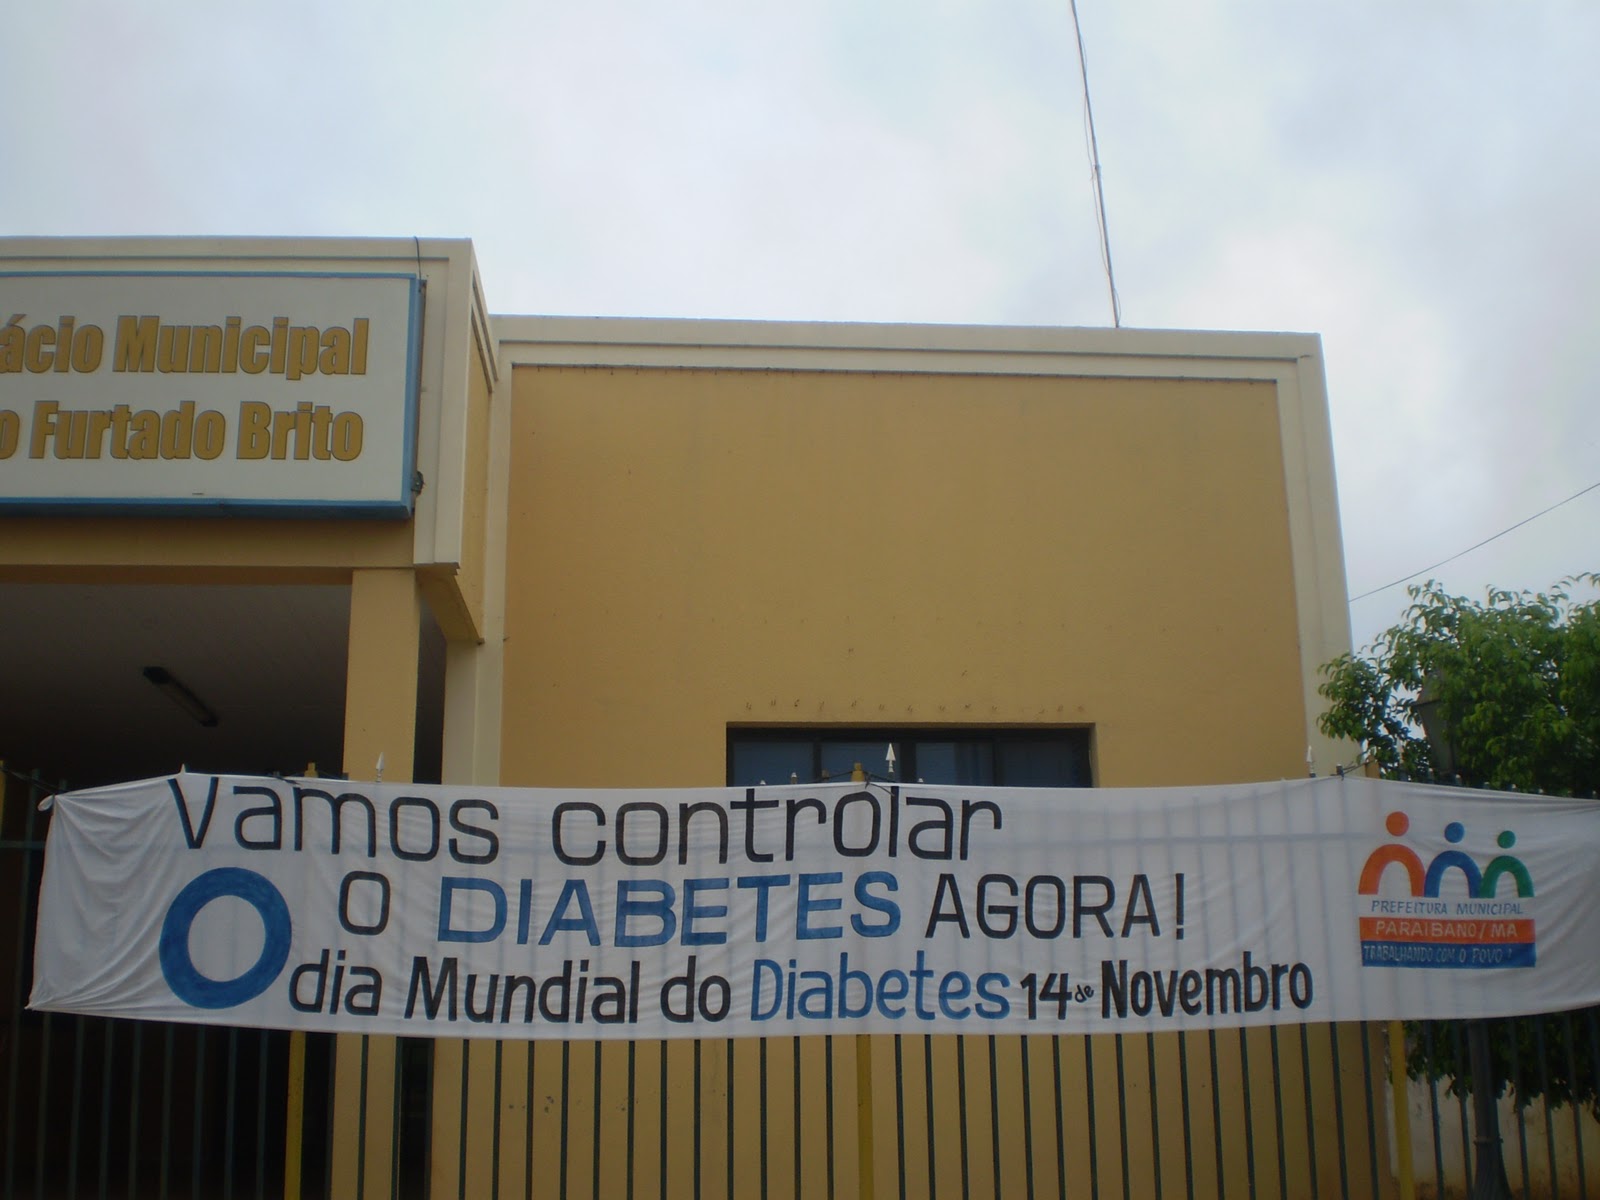 ácio Municipal
o Furtado Brito
Vamos controlar
O DIABETES AGORA!
dia Mundial do Diabetes 14 de Novembro
PREFEITURA MUNICIPAL
PARAIBANO/MA
TRABALHANDO COM O POVO!